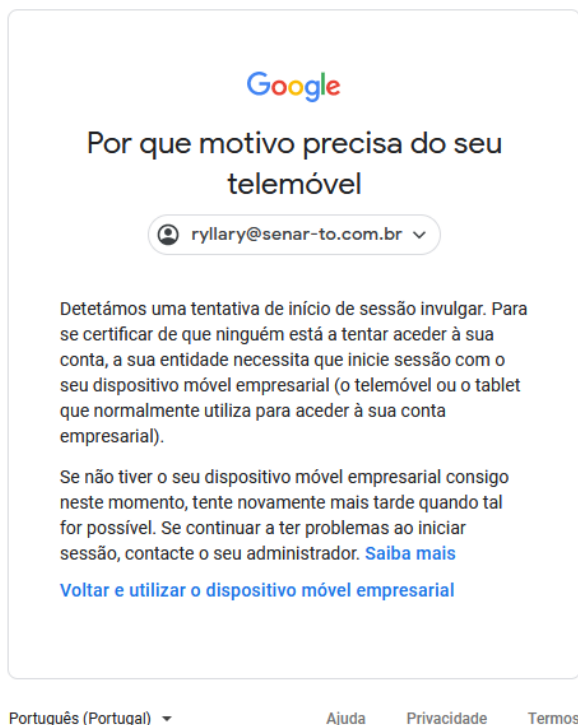 Google
Por que motivo precisa do seu
telemóvel
ryllary@senar-to.com.br
Detetámos uma tentativa de início de sessão invulgar. Para
se certificar de que ninguém está a tentar aceder à sua
conta, a sua entidade necessita que inicie sessão com o
seu dispositivo móvel empresarial (o telemóvel ou o tablet
que normalmente utiliza para aceder à sua conta
empresarial).
Se não tiver o seu dispositivo móvel empresarial consigo
neste momento, tente novamente mais tarde quando tal
for possível. Se continuar a ter problemas ao iniciar
sessão, contacte o seu administrador. Saiba mais
Voltar e utilizar o dispositivo móvel empresarial
Português (Portugal) Ajuda Privacidade Termos